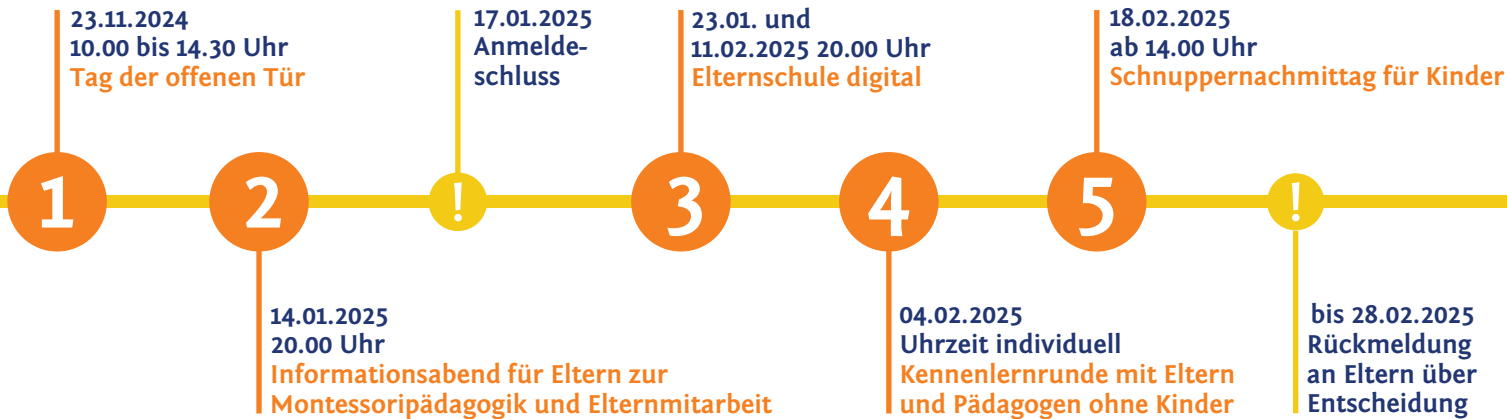 23.11.2024
10.00 bis 14.30 Uhr
Tag der offenen Tür
17.01.2025
Anmelde-
schluss
23.01. und
11.02.2025 20.00 Uhr
Elternschule digital
18.02.2025
ab 14.00 Uhr
Schnuppernachmittag für Kinder
1
2
!
3
4
5
!
14.01.2025
20.00 Uhr
Informationsabend für Eltern zur
Montessoripädagogik und Elternmitarbeit
04.02.2025
Uhrzeit individuell
Kennenlernrunde mit Eltern
und Pädagogen ohne Kinder
bis 28.02.2025
Rückmeldung
an Eltern über
Entscheidung